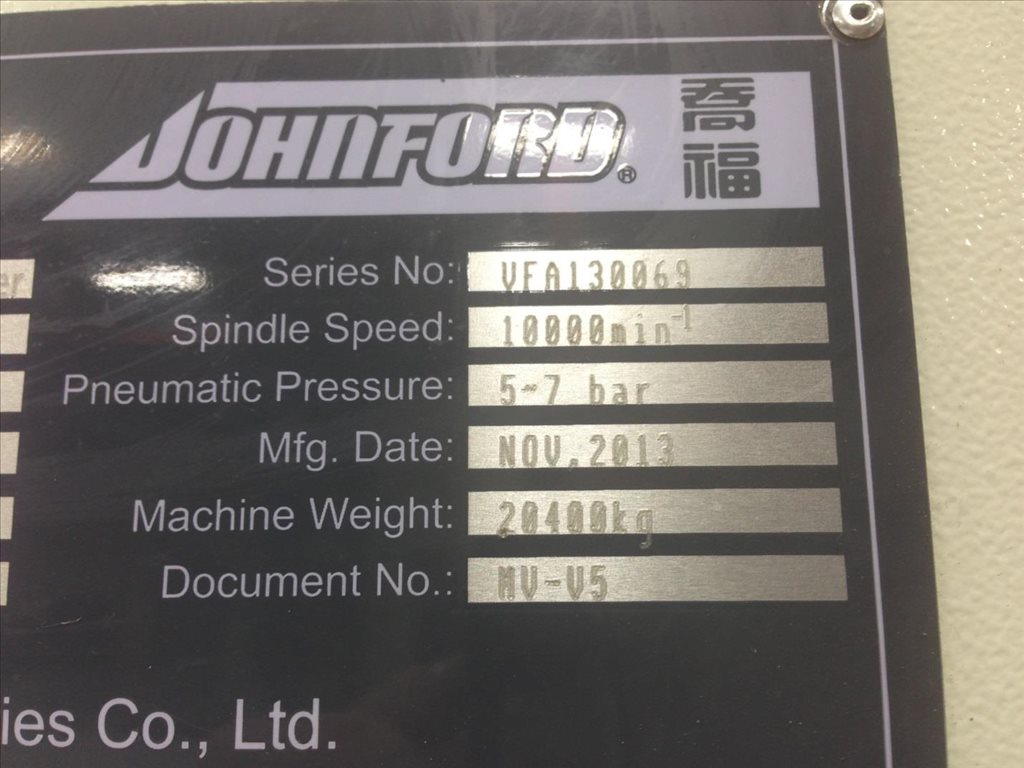 JOHNFORD® 喬福
er
Series No: VFA130069
Spindle Speed: 10000min⁻¹
Pneumatic Pressure: 5~7 bar
Mfg. Date: NOV,2013
Machine Weight: 20400kg
Document No.: MV-V5
ies Co., Ltd.